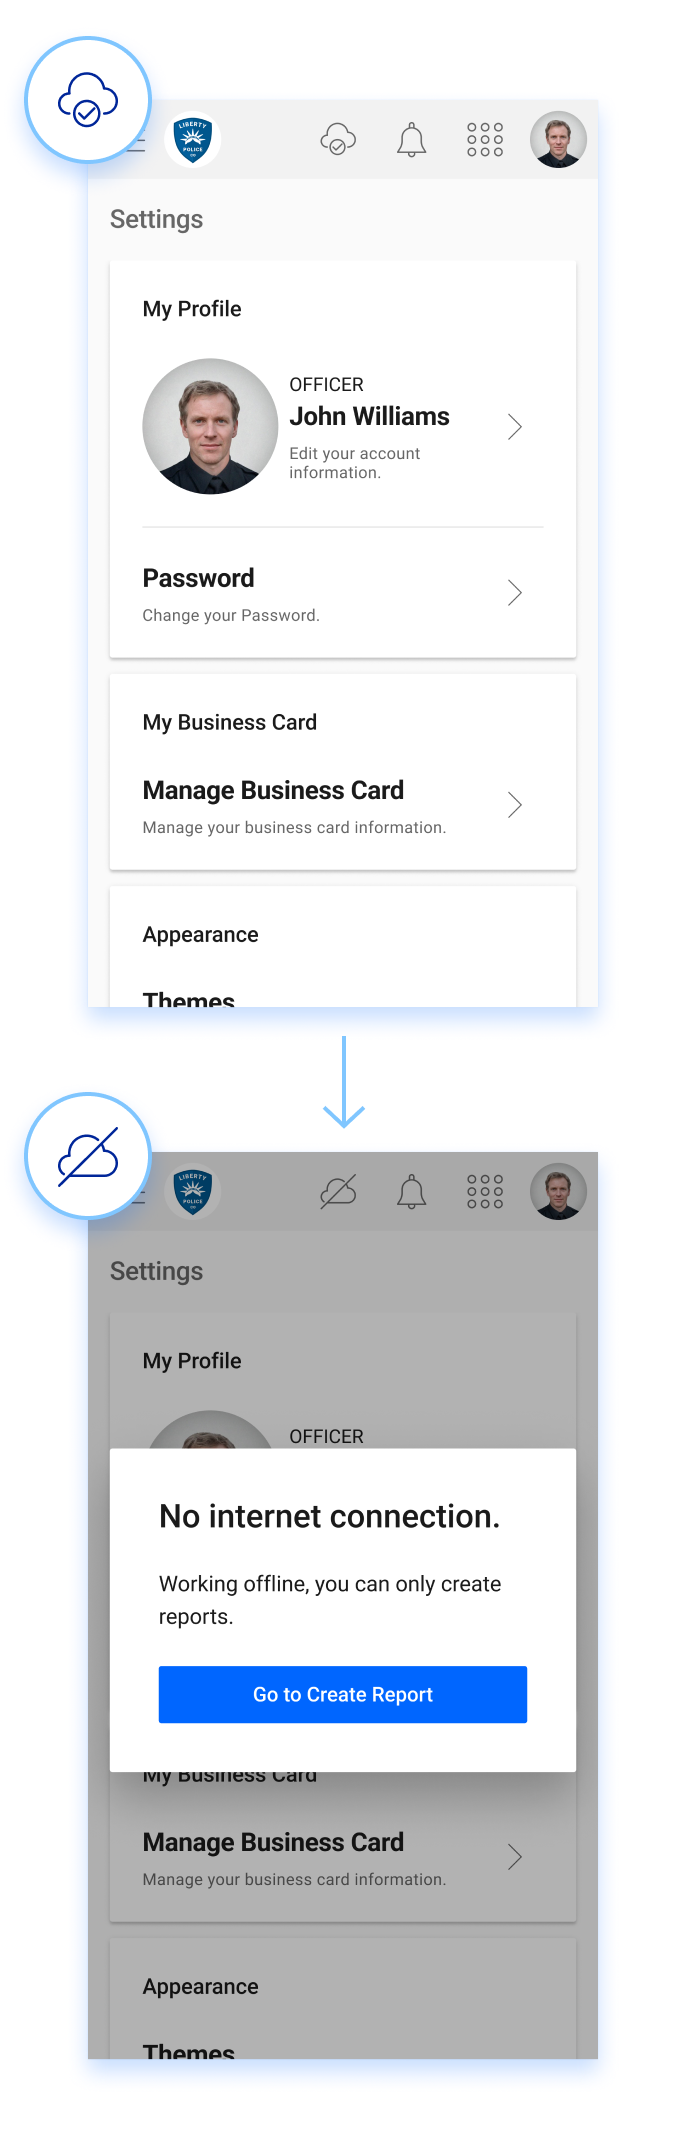 LIBERTY
POLICE
CO
Settings
My Profile
OFFICER
John Williams
Edit your account
information.
Password
Change your Password.
My Business Card
Manage Business Card
Manage your business card information.
Appearance
Themes
LIBERTY
POLICE
CO
Settings
My Profile
OFFICER
No internet connection.
Working offline, you can only create
reports.
Go to Create Report
My Business Card
Manage Business Card
Manage your business card information.
Appearance
Themes